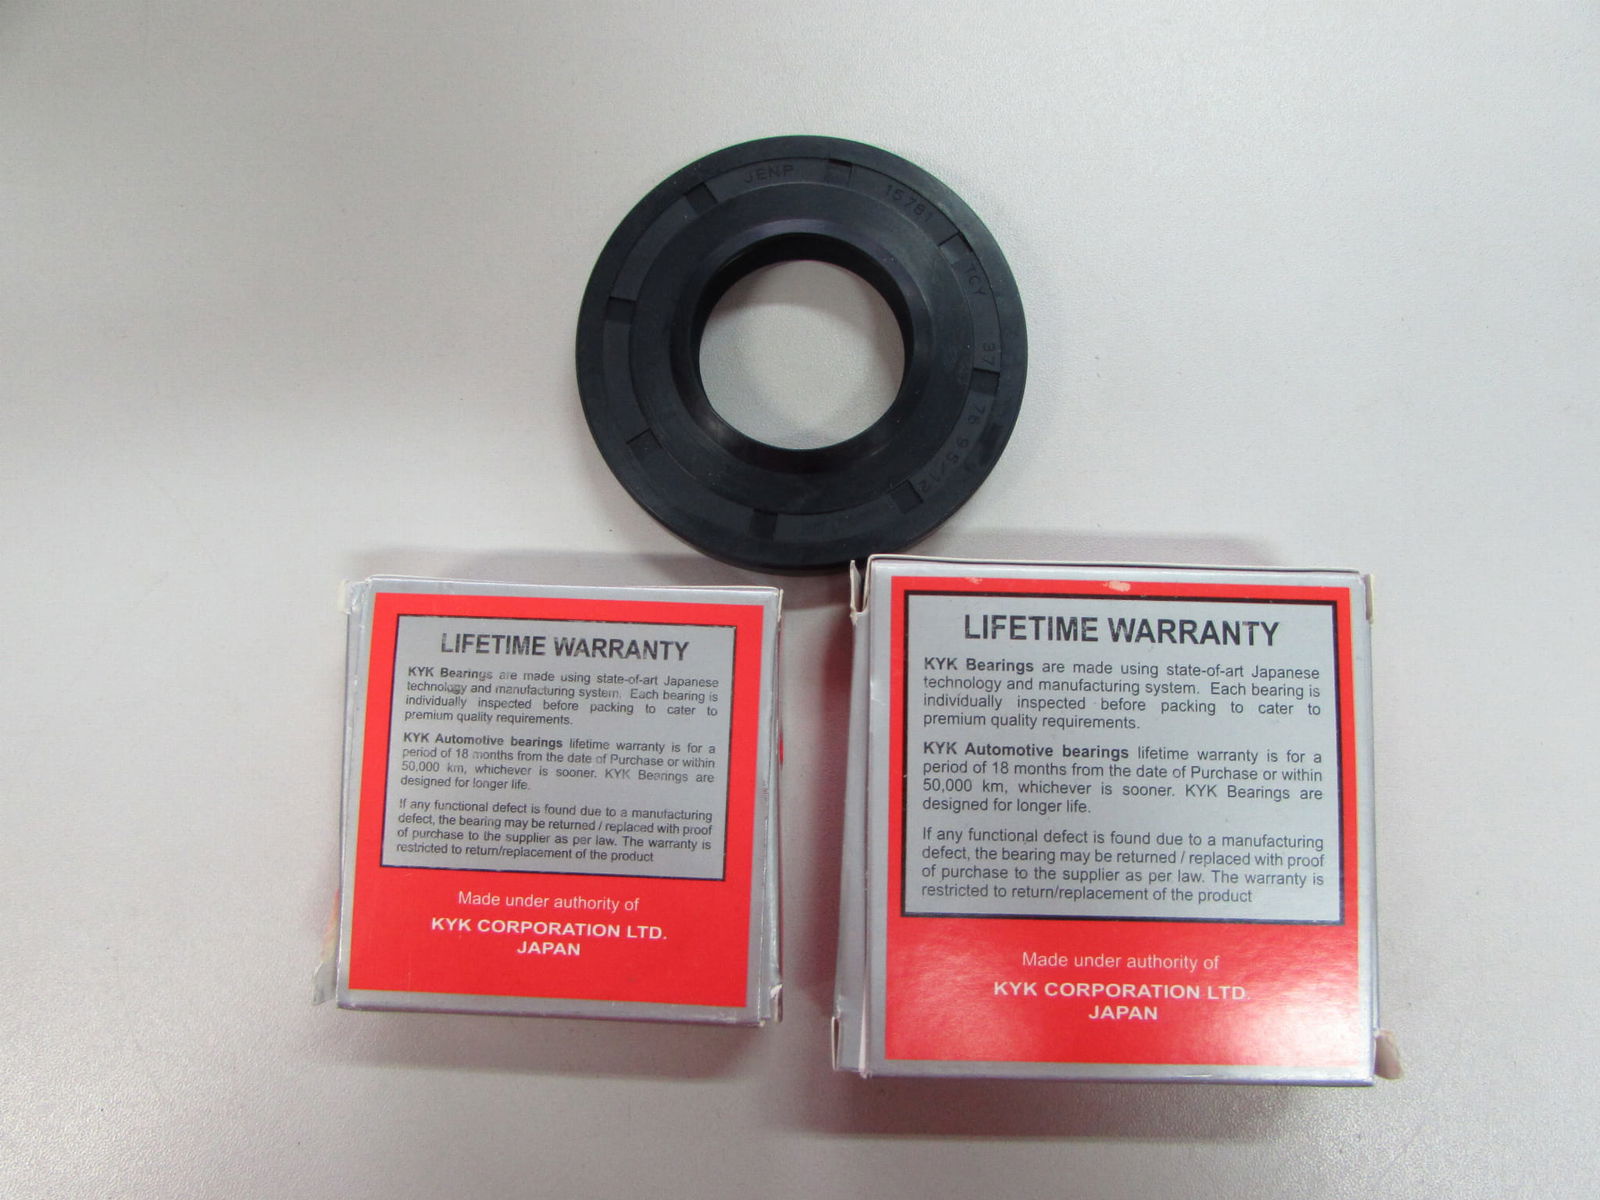 JENP
15781
TCY
37
76 9.5/12
LIFETIME WARRANTY
KYK Bearings are made using state-of-art Japanese
technology and manufacturing system. Each bearing is
individually inspected before packing to cater to
premium quality requirements.
KYK Automotive bearings lifetime warranty is for a
period of 18 months from the date of Purchase or within
50,000 km, whichever is sooner. KYK Bearings are
designed for longer life.
If any functional defect is found due to a manufacturing
defect, the bearing may be returned / replaced with proof
of purchase to the supplier as per law. The warranty is
restricted to return/replacement of the product
Made under authority of
KYK CORPORATION LTD.
JAPAN
LIFETIME WARRANTY
KYK Bearings are made using state-of-art Japanese
technology and manufacturing system. Each bearing is
individually inspected before packing to cater to
premium quality requirements.
KYK Automotive bearings lifetime warranty is for a
period of 18 months from the date of Purchase or within
50,000 km, whichever is sooner. KYK Bearings are
designed for longer life.
If any functional defect is found due to a manufacturing
defect, the bearing may be returned / replaced with proof
of purchase to the supplier as per law. The warranty is
restricted to return/replacement of the product
Made under authority of
KYK CORPORATION LTD.
JAPAN